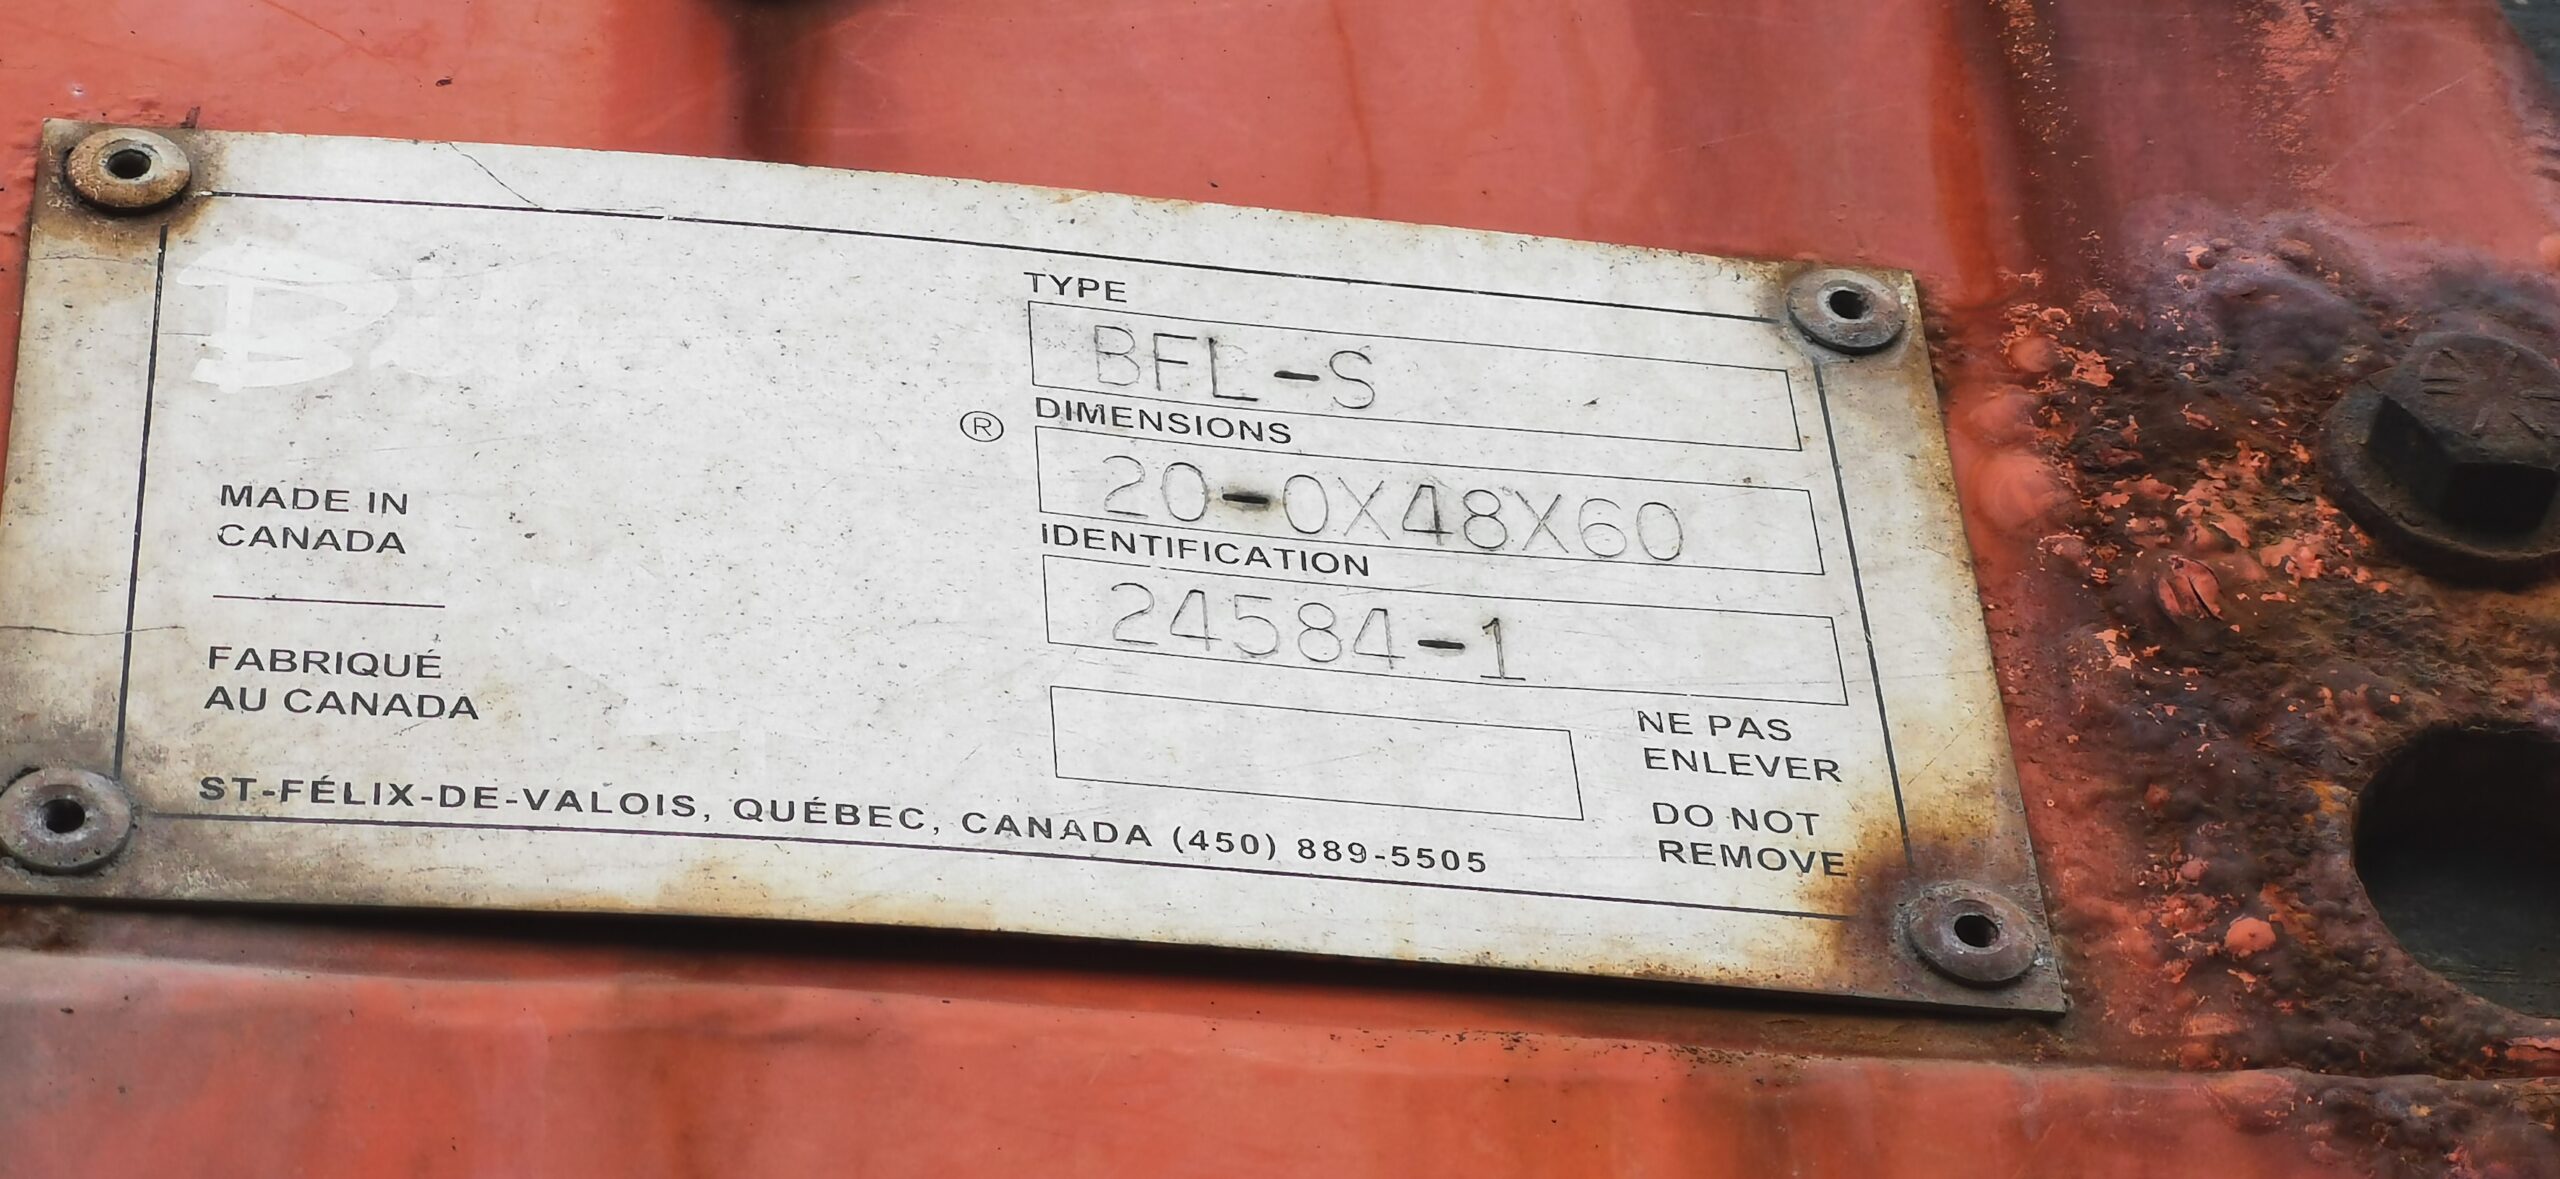 TYPE
BFL-S
® DIMENSIONS
20-0X48X60
IDENTIFICATION
24584-1
MADE IN
CANADA
FABRIQUÉ
AU CANADA
NE PAS
ENLEVER
DO NOT
REMOVE
ST-FÉLIX-DE-VALOIS, QUÉBEC, CANADA (450) 889-5505